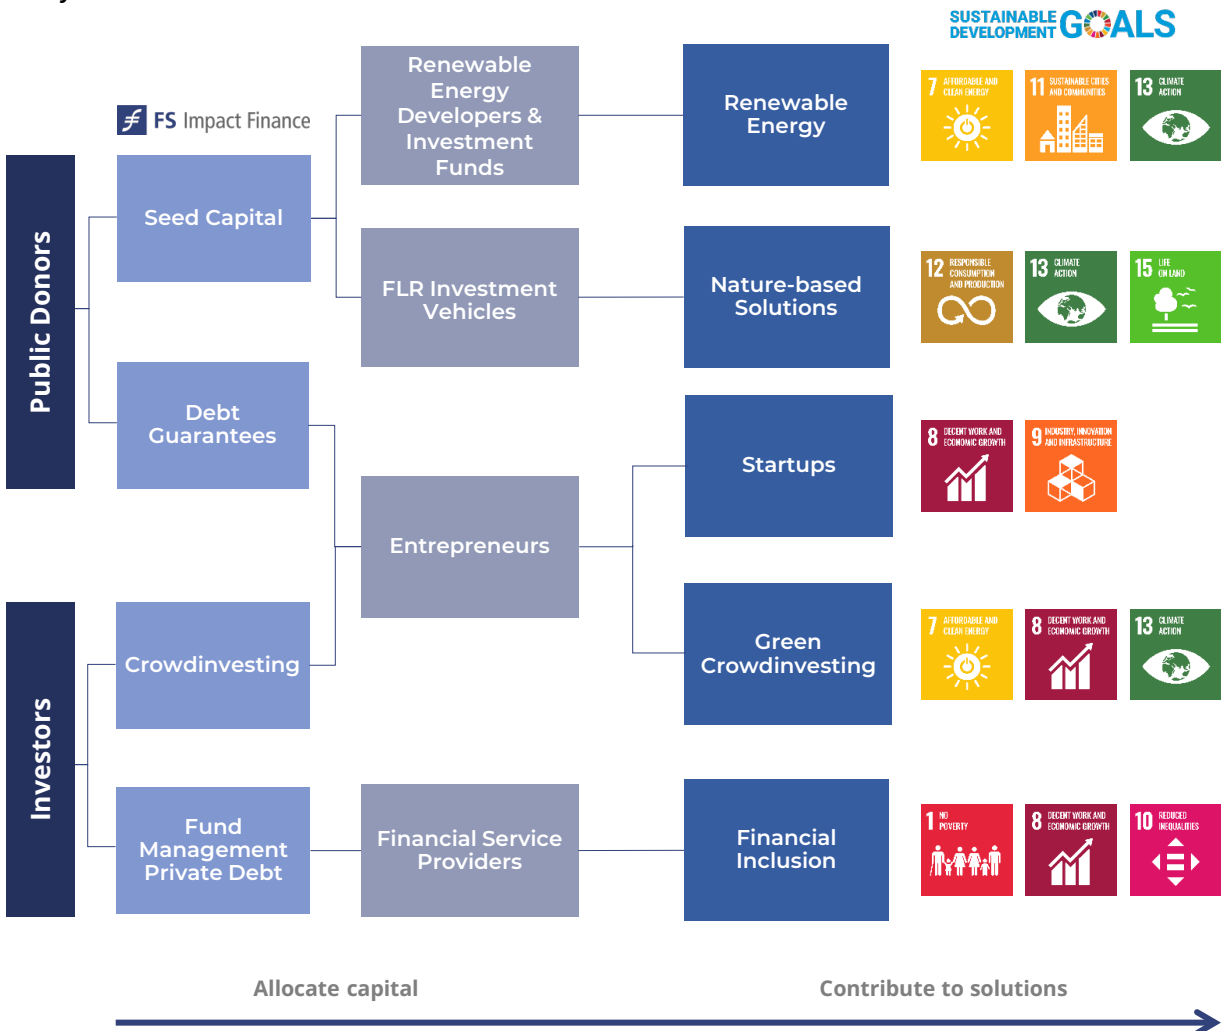 SUSTAINABLE
DEVELOPMENT GOALS
FS Impact Finance
Public Donors
Investors
Seed Capital
Debt
Guarantees
Crowdinvesting
Fund
Management
Private Debt
Renewable
Energy
Developers &
Investment
Funds
FLR Investment
Vehicles
Entrepreneurs
Financial Service
Providers
Renewable
Energy
Nature-based
Solutions
Startups
Green
Crowdinvesting
Financial
Inclusion
7 AFFORDABLE AND
CLEAN ENERGY
11 SUSTAINABLE CITIES
AND COMMUNITIES
13 CLIMATE
ACTION
12 RESPONSIBLE
CONSUMPTION
AND PRODUCTION
13 CLIMATE
ACTION
15 LIFE
ON LAND
8 DECENT WORK AND
ECONOMIC GROWTH
9 INDUSTRY, INNOVATION
AND INFRASTRUCTURE
7 AFFORDABLE AND
CLEAN ENERGY
8 DECENT WORK AND
ECONOMIC GROWTH
13 CLIMATE
ACTION
1 NO
POVERTY
8 DECENT WORK AND
ECONOMIC GROWTH
10 REDUCED
INEQUALITIES
Allocate capital
Contribute to solutions